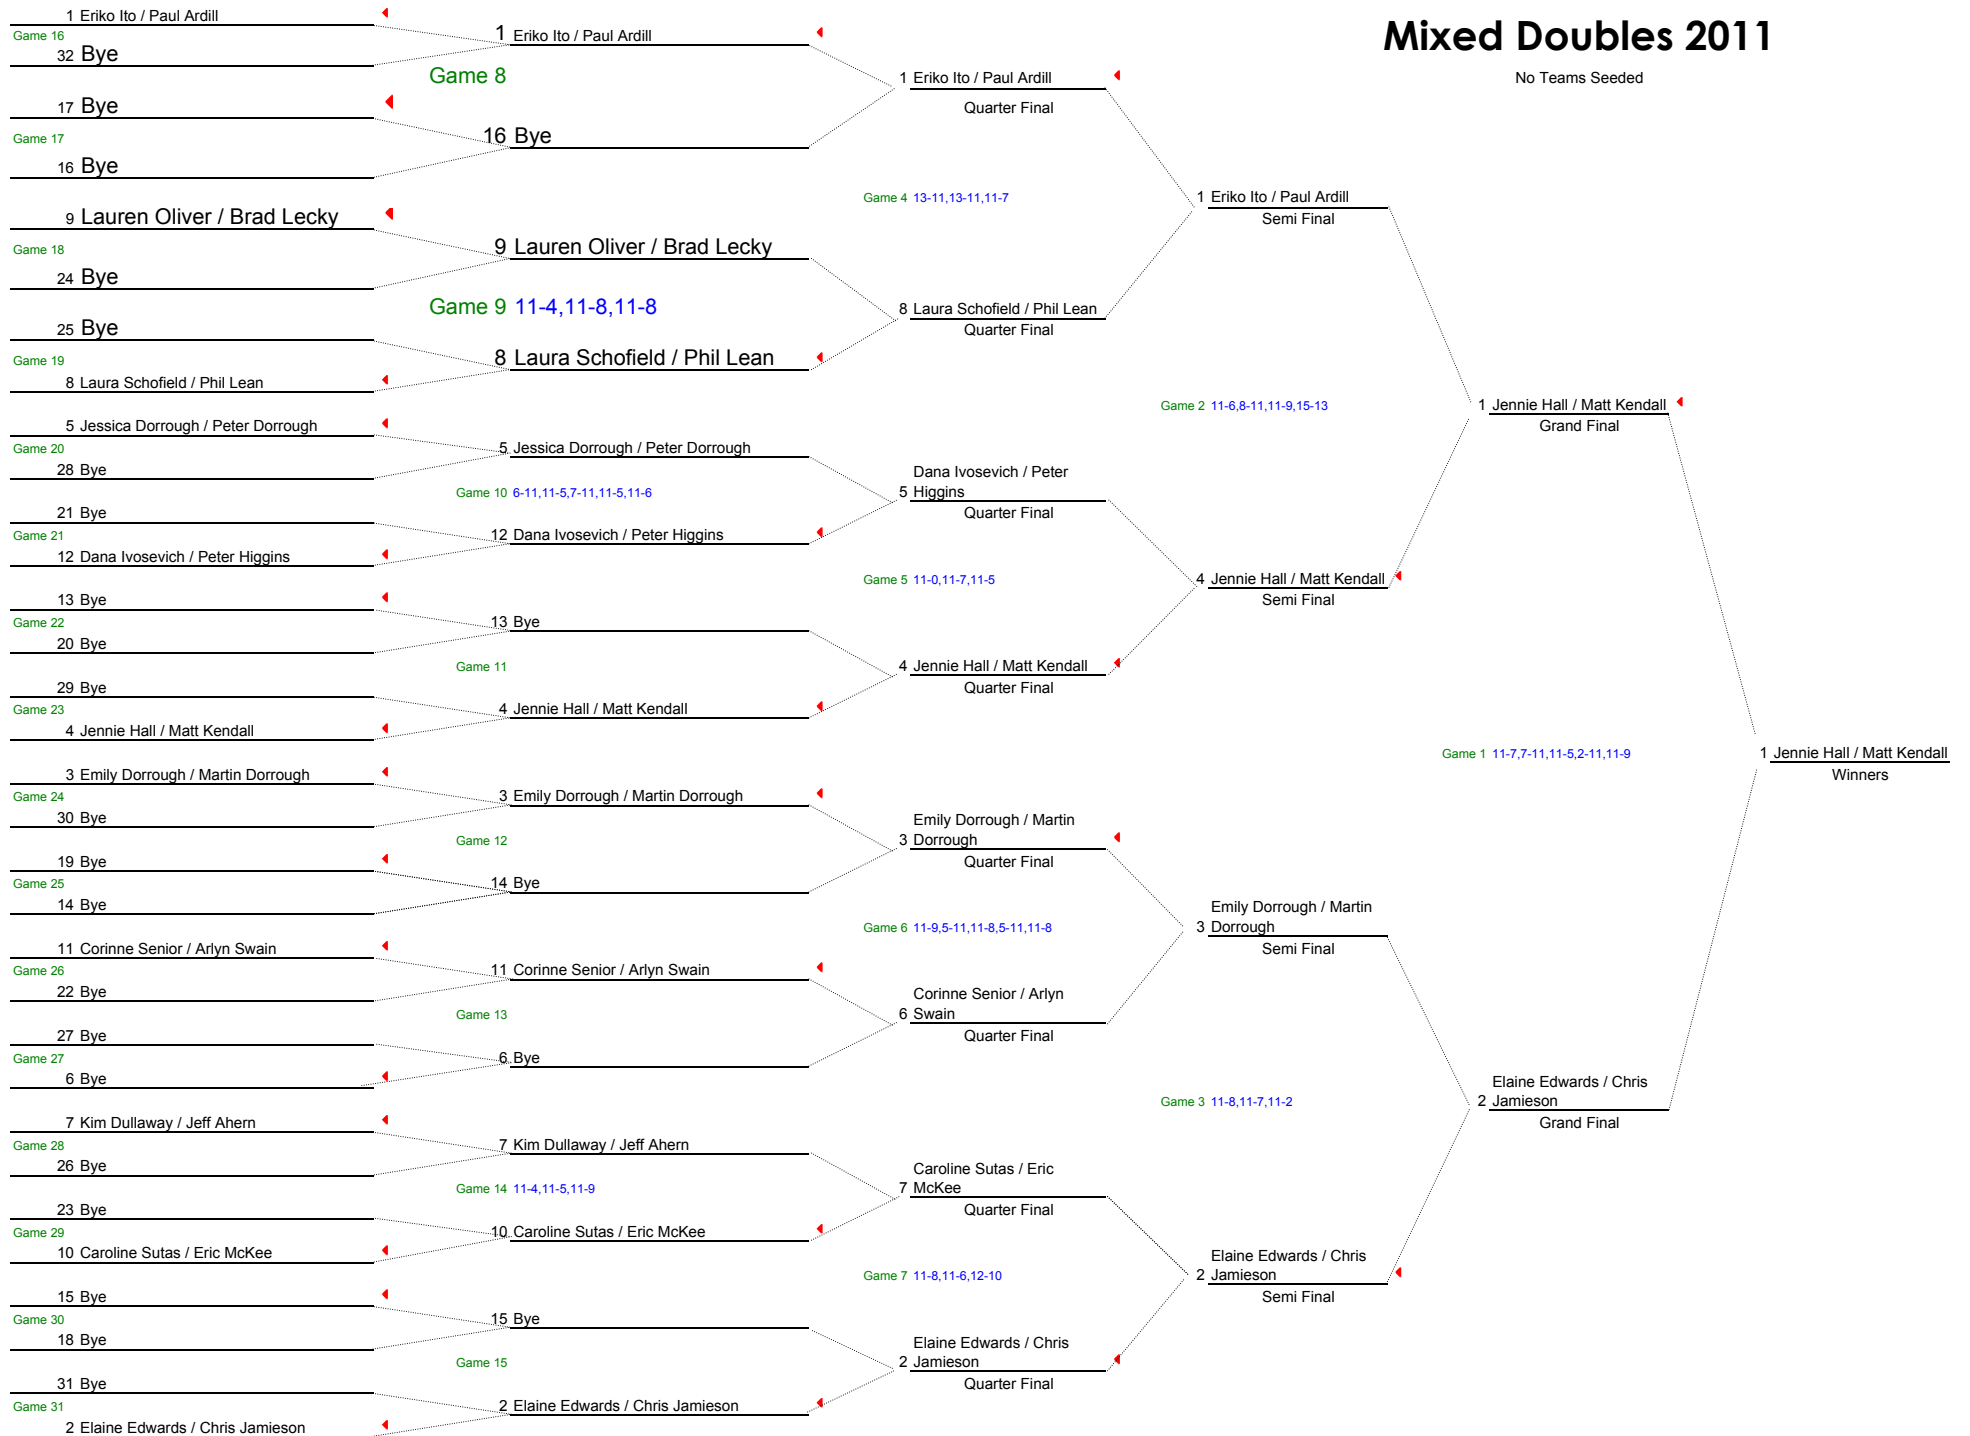 Mixed Doubles 2011
No Teams Seeded
1 Eriko Ito / Paul Ardill
Game 16
32 Bye
17 Bye
Game 17
16 Bye
9 Lauren Oliver / Brad Lecky
Game 18
24 Bye
25 Bye
Game 19
8 Laura Schofield / Phil Lean
5 Jessica Dorrough / Peter Dorrough
Game 20
28 Bye
21 Bye
Game 21
12 Dana Ivosevich / Peter Higgins
13 Bye
Game 22
20 Bye
29 Bye
Game 23
4 Jennie Hall / Matt Kendall
3 Emily Dorrough / Martin Dorrough
Game 24
30 Bye
19 Bye
Game 25
14 Bye
11 Corinne Senior / Arlyn Swain
Game 26
22 Bye
27 Bye
Game 27
6 Bye
7 Kim Dullaway / Jeff Ahern
Game 28
26 Bye
23 Bye
Game 29
10 Caroline Sutas / Eric McKee
15 Bye
Game 30
18 Bye
31 Bye
Game 31
2 Elaine Edwards / Chris Jamieson
1 Eriko Ito / Paul Ardill
Game 8
16 Bye
9 Lauren Oliver / Brad Lecky
Game 9 11-4,11-8,11-8
8 Laura Schofield / Phil Lean
5 Jessica Dorrough / Peter Dorrough
Game 10 6-11,11-5,7-11,11-5,11-6
12 Dana Ivosevich / Peter Higgins
13 Bye
Game 11
4 Jennie Hall / Matt Kendall
3 Emily Dorrough / Martin Dorrough
Game 12
14 Bye
11 Corinne Senior / Arlyn Swain
Game 13
6 Bye
7 Kim Dullaway / Jeff Ahern
Game 14 11-4,11-5,11-9
10 Caroline Sutas / Eric McKee
15 Bye
Game 15
2 Elaine Edwards / Chris Jamieson
1 Eriko Ito / Paul Ardill
Quarter Final
Game 4 13-11,13-11,11-7
8 Laura Schofield / Phil Lean
Quarter Final
Dana Ivosevich / Peter
5 Higgins
Quarter Final
Game 5 11-0,11-7,11-5
4 Jennie Hall / Matt Kendall
Quarter Final
Emily Dorrough / Martin
3 Dorrough
Quarter Final
Game 6 11-9,5-11,11-8,5-11,11-8
Corinne Senior / Arlyn
6 Swain
Quarter Final
Caroline Sutas / Eric
7 McKee
Quarter Final
Game 7 11-8,11-6,12-10
Elaine Edwards / Chris
2 Jamieson
Quarter Final
1 Eriko Ito / Paul Ardill
Semi Final
Game 2 11-6,8-11,11-9,15-13
4 Jennie Hall / Matt Kendall
Semi Final
Emily Dorrough / Martin
3 Dorrough
Semi Final
Game 3 11-8,11-7,11-2
Elaine Edwards / Chris
2 Jamieson
Semi Final
1 Jennie Hall / Matt Kendall
Grand Final
Game 1 11-7,7-11,11-5,2-11,11-9
Elaine Edwards / Chris
2 Jamieson
Grand Final
1 Jennie Hall / Matt Kendall
Winners